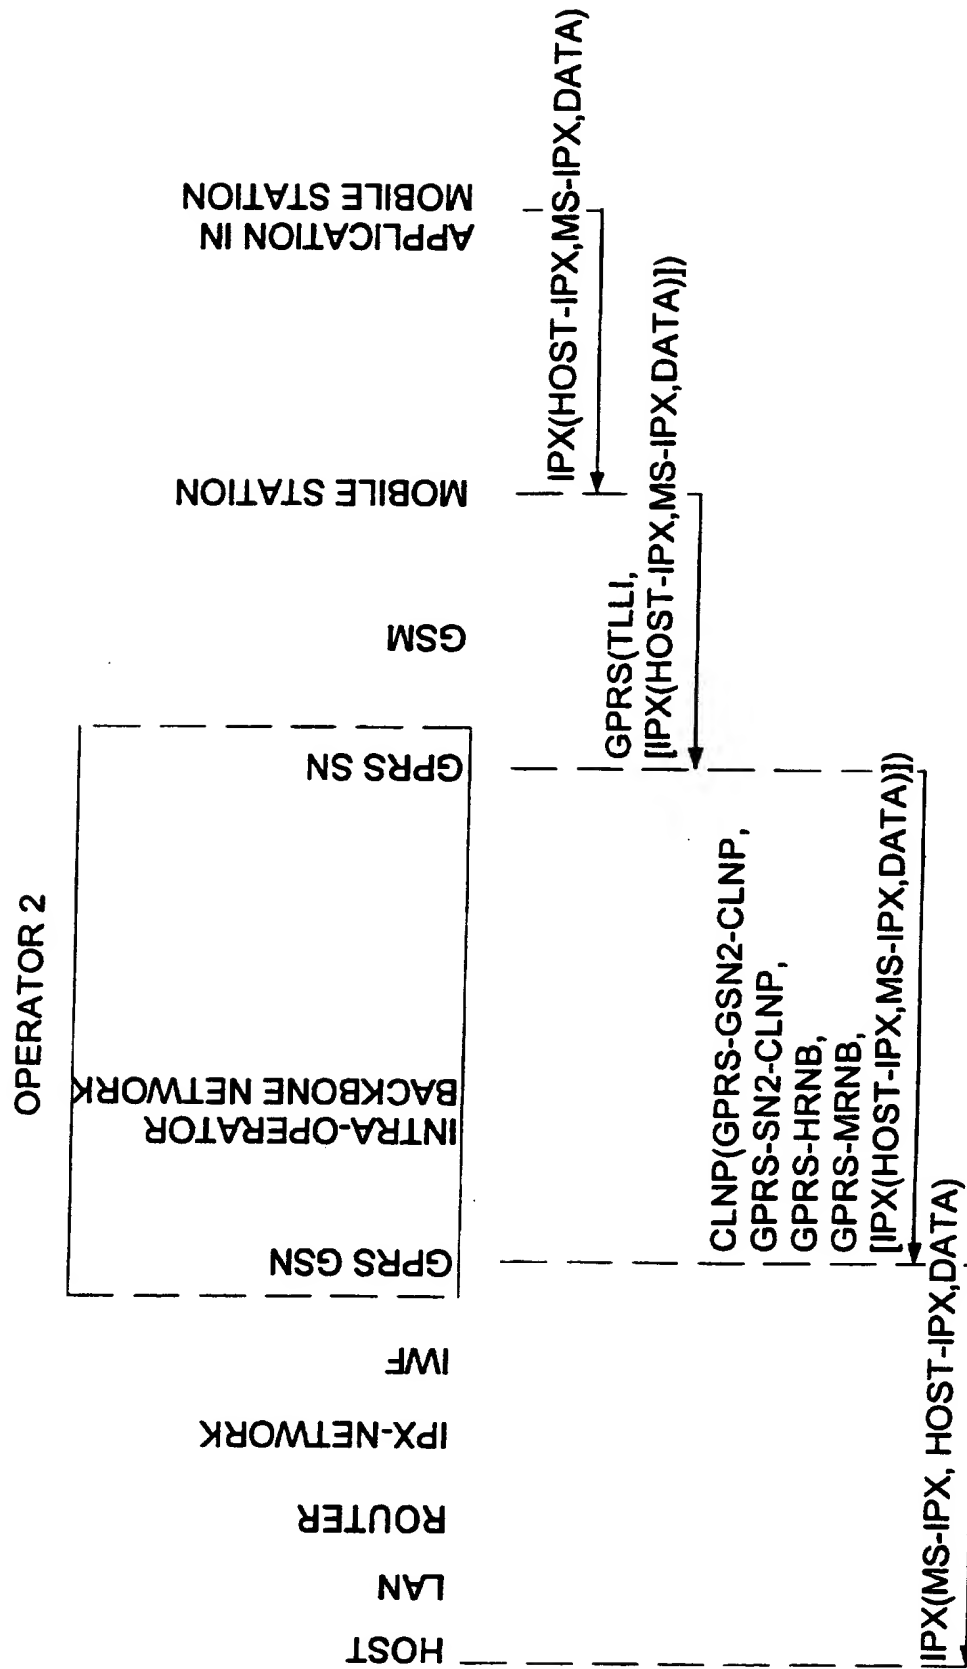 OPERATOR 2
HOST
LAN
ROUTER
IPX-NETWORK
IWF
GPRS GSN
INTRA-OPERATOR
BACKBONE NETWORK
GPRS SN
GSM
MOBILE STATION
APPLICATION IN
MOBILE STATION
IPX(HOST-IPX,MS-IPX,DATA)
GPRS(TLLI,
[IPX(HOST-IPX,MS-IPX,DATA)])
CLNP(GPRS-GSN2-CLNP,
GPRS-SN2-CLNP,
GPRS-HRNB,
GPRS-MRNB,
[IPX(HOST-IPX,MS-IPX,DATA)])
IPX(MS-IPX, HOST-IPX,DATA)